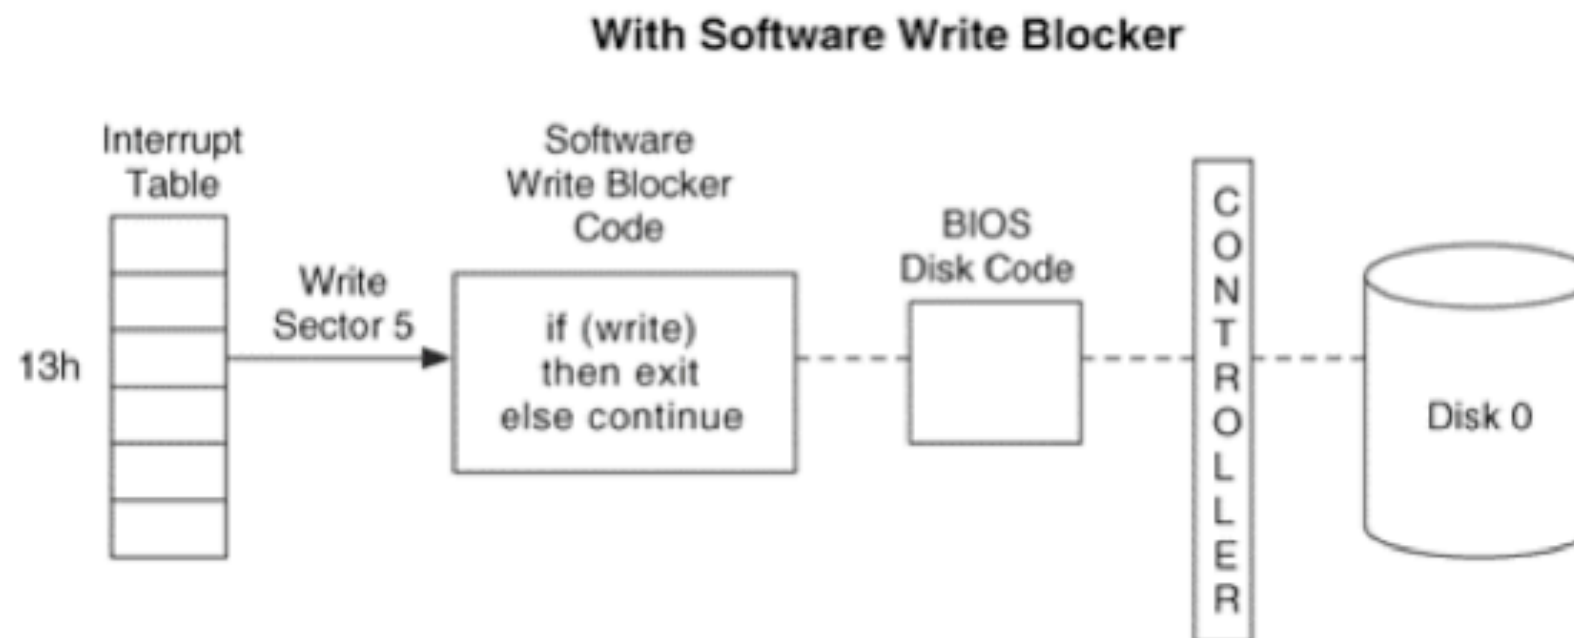 With Software Write Blocker
Interrupt
Table
13h
Write
Sector 5
Software
Write Blocker
Code
if (write)
then exit
else continue
BIOS
Disk Code
CONTROLLER
Disk 0